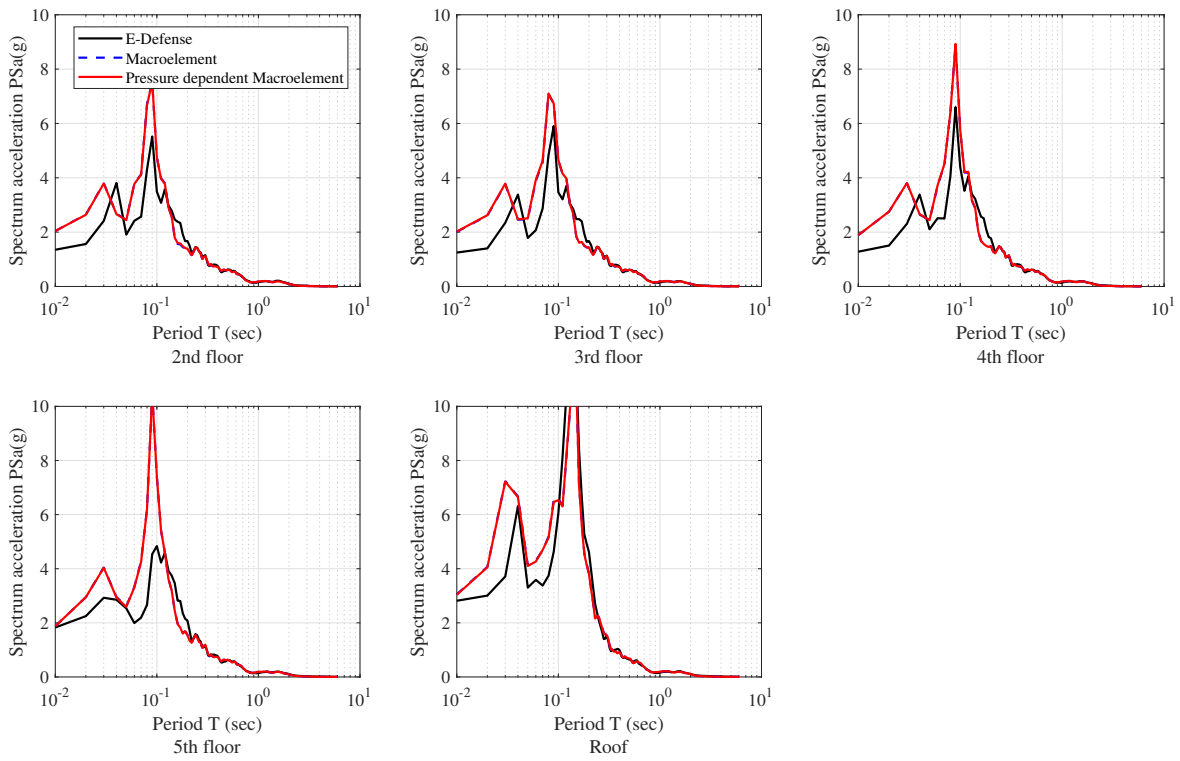 10
8
6
4
2
0
Spectrum acceleration PSa(g)
E-Defense
Macroelement
Pressure dependent Macroelement
10^-2 10^-1 10^0 10^1
Period T (sec)
2nd floor
10
8
6
4
2
0
Spectrum acceleration PSa(g)
10^-2 10^-1 10^0 10^1
Period T (sec)
3rd floor
10
8
6
4
2
0
Spectrum acceleration PSa(g)
10^-2 10^-1 10^0 10^1
Period T (sec)
4th floor
10
8
6
4
2
0
Spectrum acceleration PSa(g)
10^-2 10^-1 10^0 10^1
Period T (sec)
5th floor
10
8
6
4
2
0
Spectrum acceleration PSa(g)
10^-2 10^-1 10^0 10^1
Period T (sec)
Roof